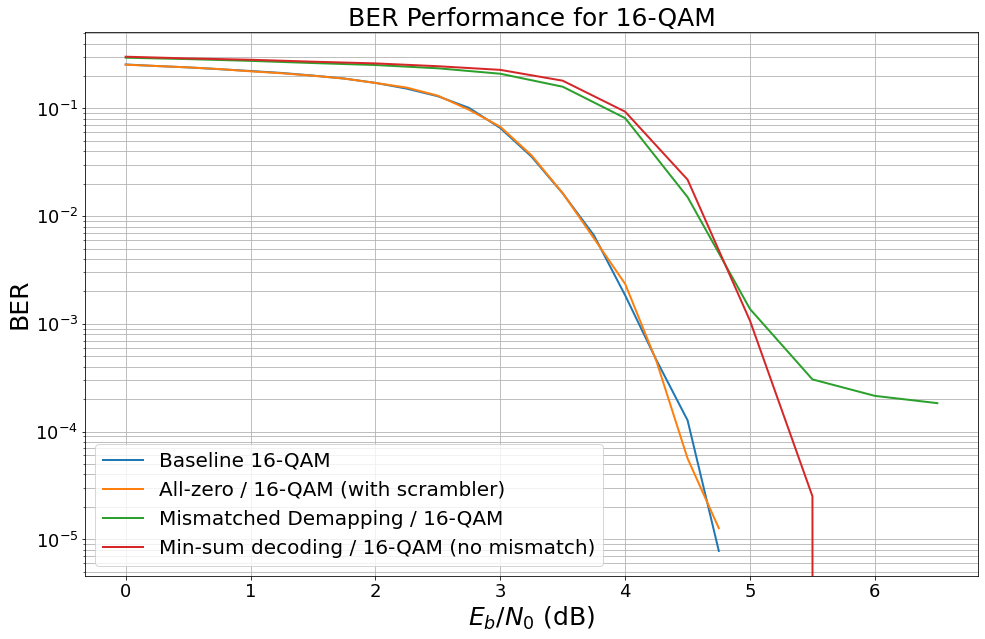 BER Performance for 16-QAM
BER
10⁻¹
10⁻²
10⁻³
10⁻⁴
10⁻⁵
Baseline 16-QAM
All-zero / 16-QAM (with scrambler)
Mismatched Demapping / 16-QAM
Min-sum decoding / 16-QAM (no mismatch)
0 1 2 3 4 5 6
E_b/N_0 (dB)